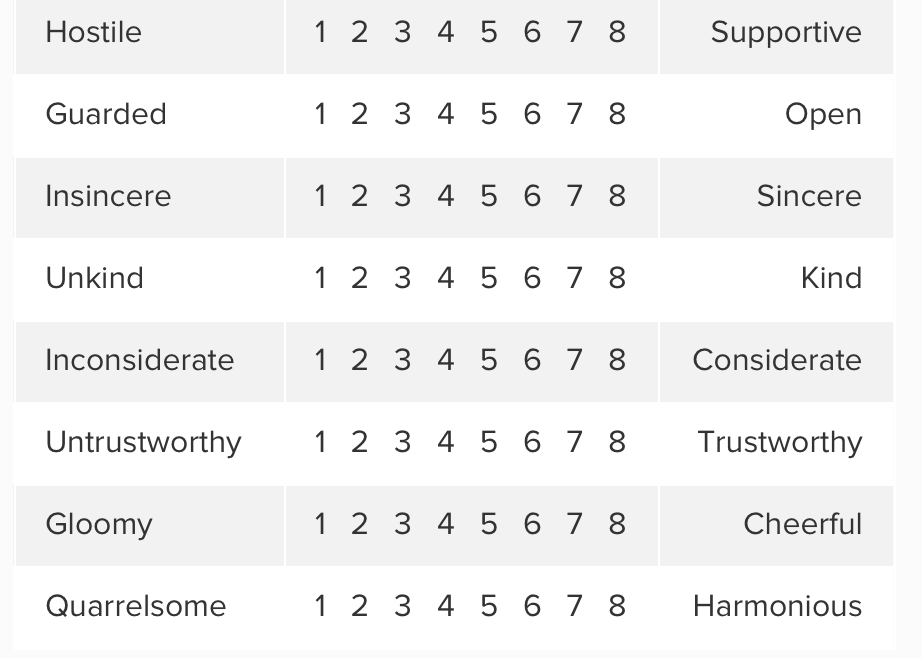 Hostile 1 2 3 4 5 6 7 8 Supportive
Guarded 1 2 3 4 5 6 7 8 Open
Insincere 1 2 3 4 5 6 7 8 Sincere
Unkind 1 2 3 4 5 6 7 8 Kind
Inconsiderate 1 2 3 4 5 6 7 8 Considerate
Untrustworthy 1 2 3 4 5 6 7 8 Trustworthy
Gloomy 1 2 3 4 5 6 7 8 Cheerful
Quarrelsome 1 2 3 4 5 6 7 8 Harmonious